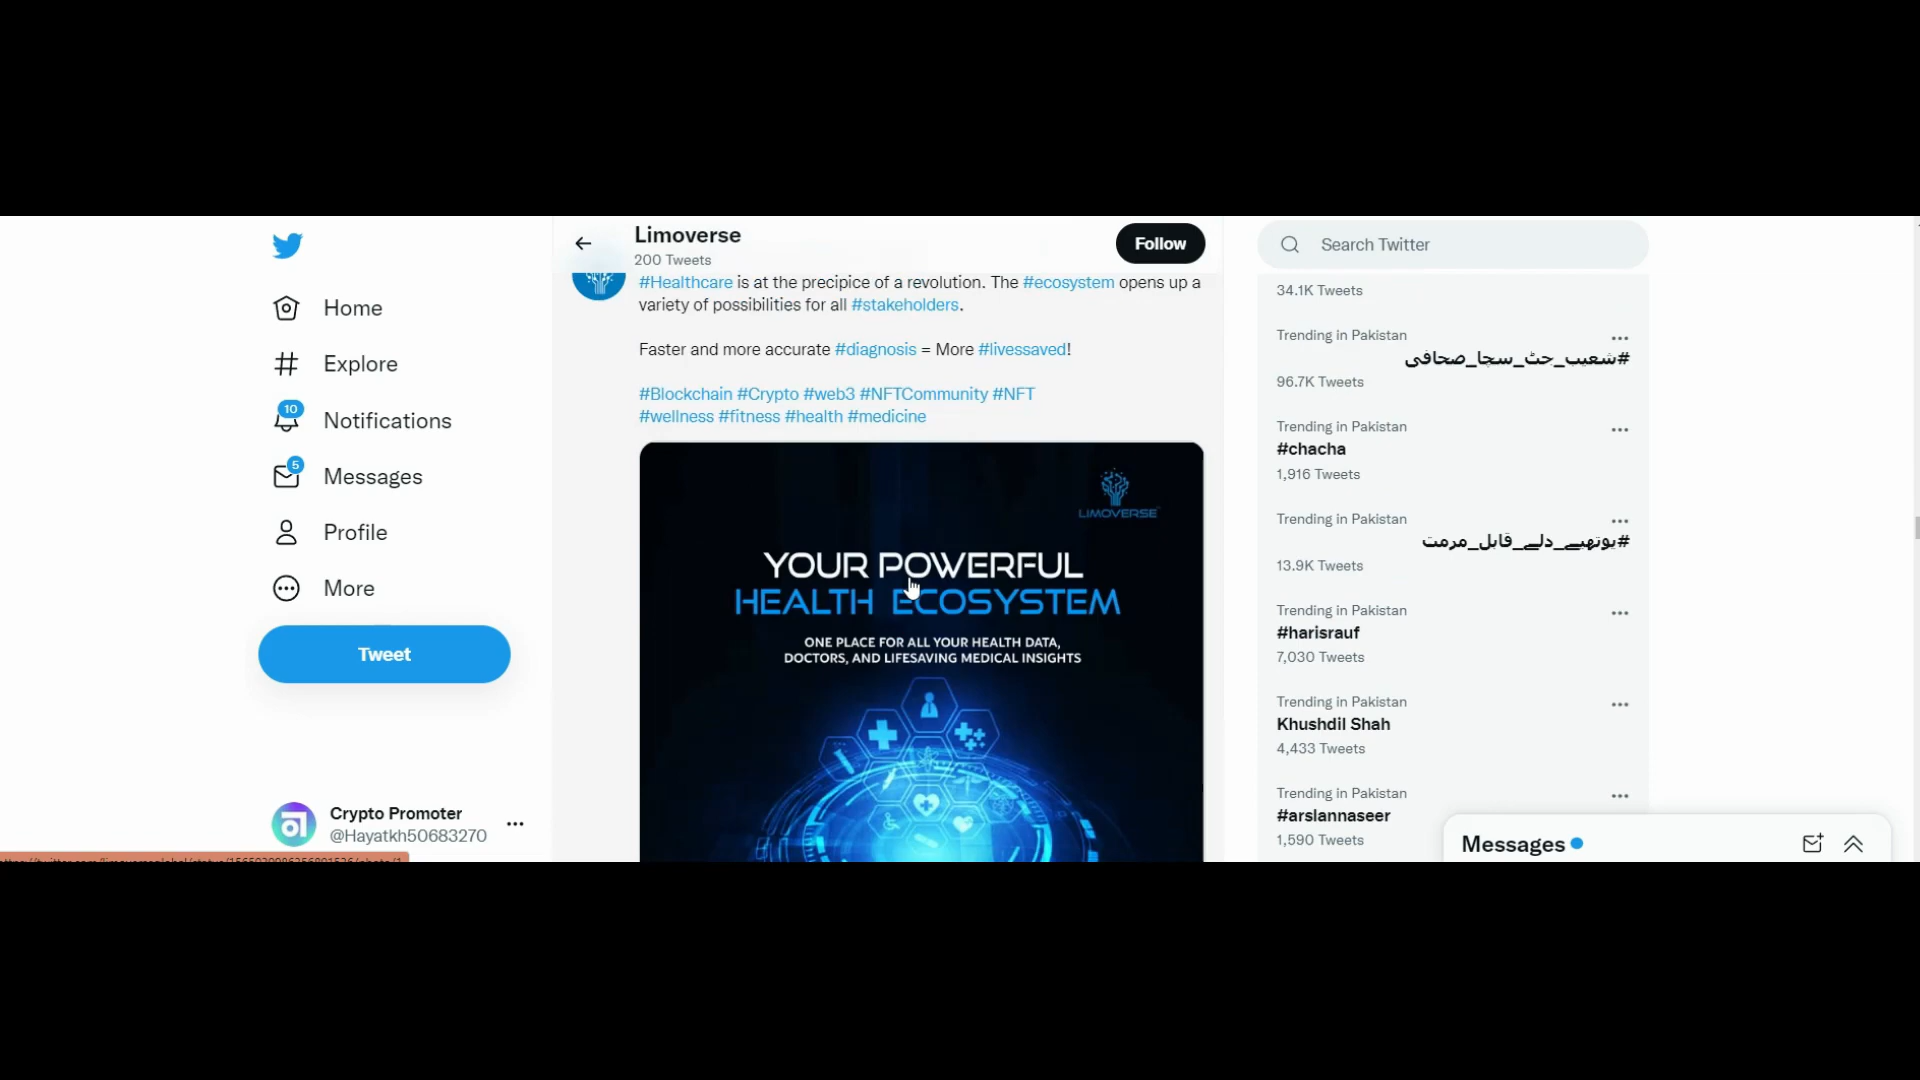 Home
Explore
10
Notifications
5
Messages
Profile
More
Tweet
Crypto Promoter
@Hayatkh50683270
Limoverse
200 Tweets
Follow
#Healthcare is at the precipice of a revolution. The #ecosystem opens up a
variety of possibilities for all #stakeholders.
Faster and more accurate #diagnosis = More #livessaved!
#Blockchain #Crypto #web3 #NFTCommunity #NFT
#wellness #fitness #health #medicine
LIMOVERSE
YOUR POWERFUL
HEALTH ECOSYSTEM
ONE PLACE FOR ALL YOUR HEALTH DATA,
DOCTORS, AND LIFESAVING MEDICAL INSIGHTS
Search Twitter
34.1K Tweets
Trending in Pakistan
#شعیب_جٹ_سچا_صحافی
96.7K Tweets
Trending in Pakistan
#chacha
1,916 Tweets
Trending in Pakistan
#یوتھیے_دلے_قابل_مرمت
13.9K Tweets
Trending in Pakistan
#harisrauf
7,030 Tweets
Trending in Pakistan
Khushdil Shah
4,433 Tweets
Trending in Pakistan
#arslannaseer
1,590 Tweets
Messages